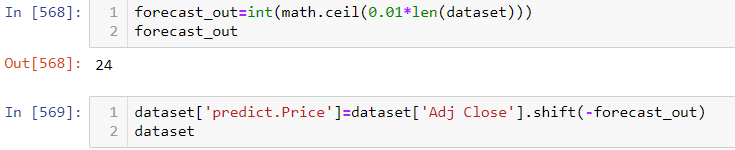 In [568]: 1 forecast_out=int(math.ceil(0.01*len(dataset)))
2 forecast_out
Out[568]: 24
In [569]: 1 dataset['predict.Price']=dataset['Adj Close'].shift(-forecast_out)
2 dataset